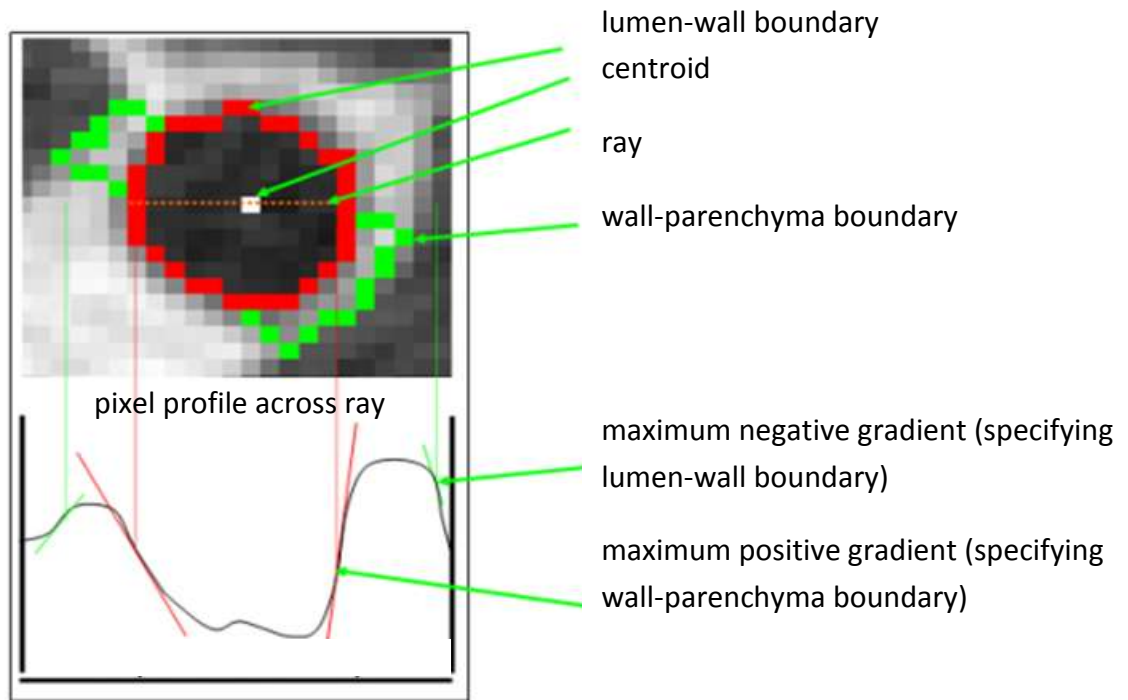 lumen-wall boundary
centroid
ray
wall-parenchyma boundary
pixel profile across ray
maximum negative gradient (specifying
lumen-wall boundary)
maximum positive gradient (specifying
wall-parenchyma boundary)